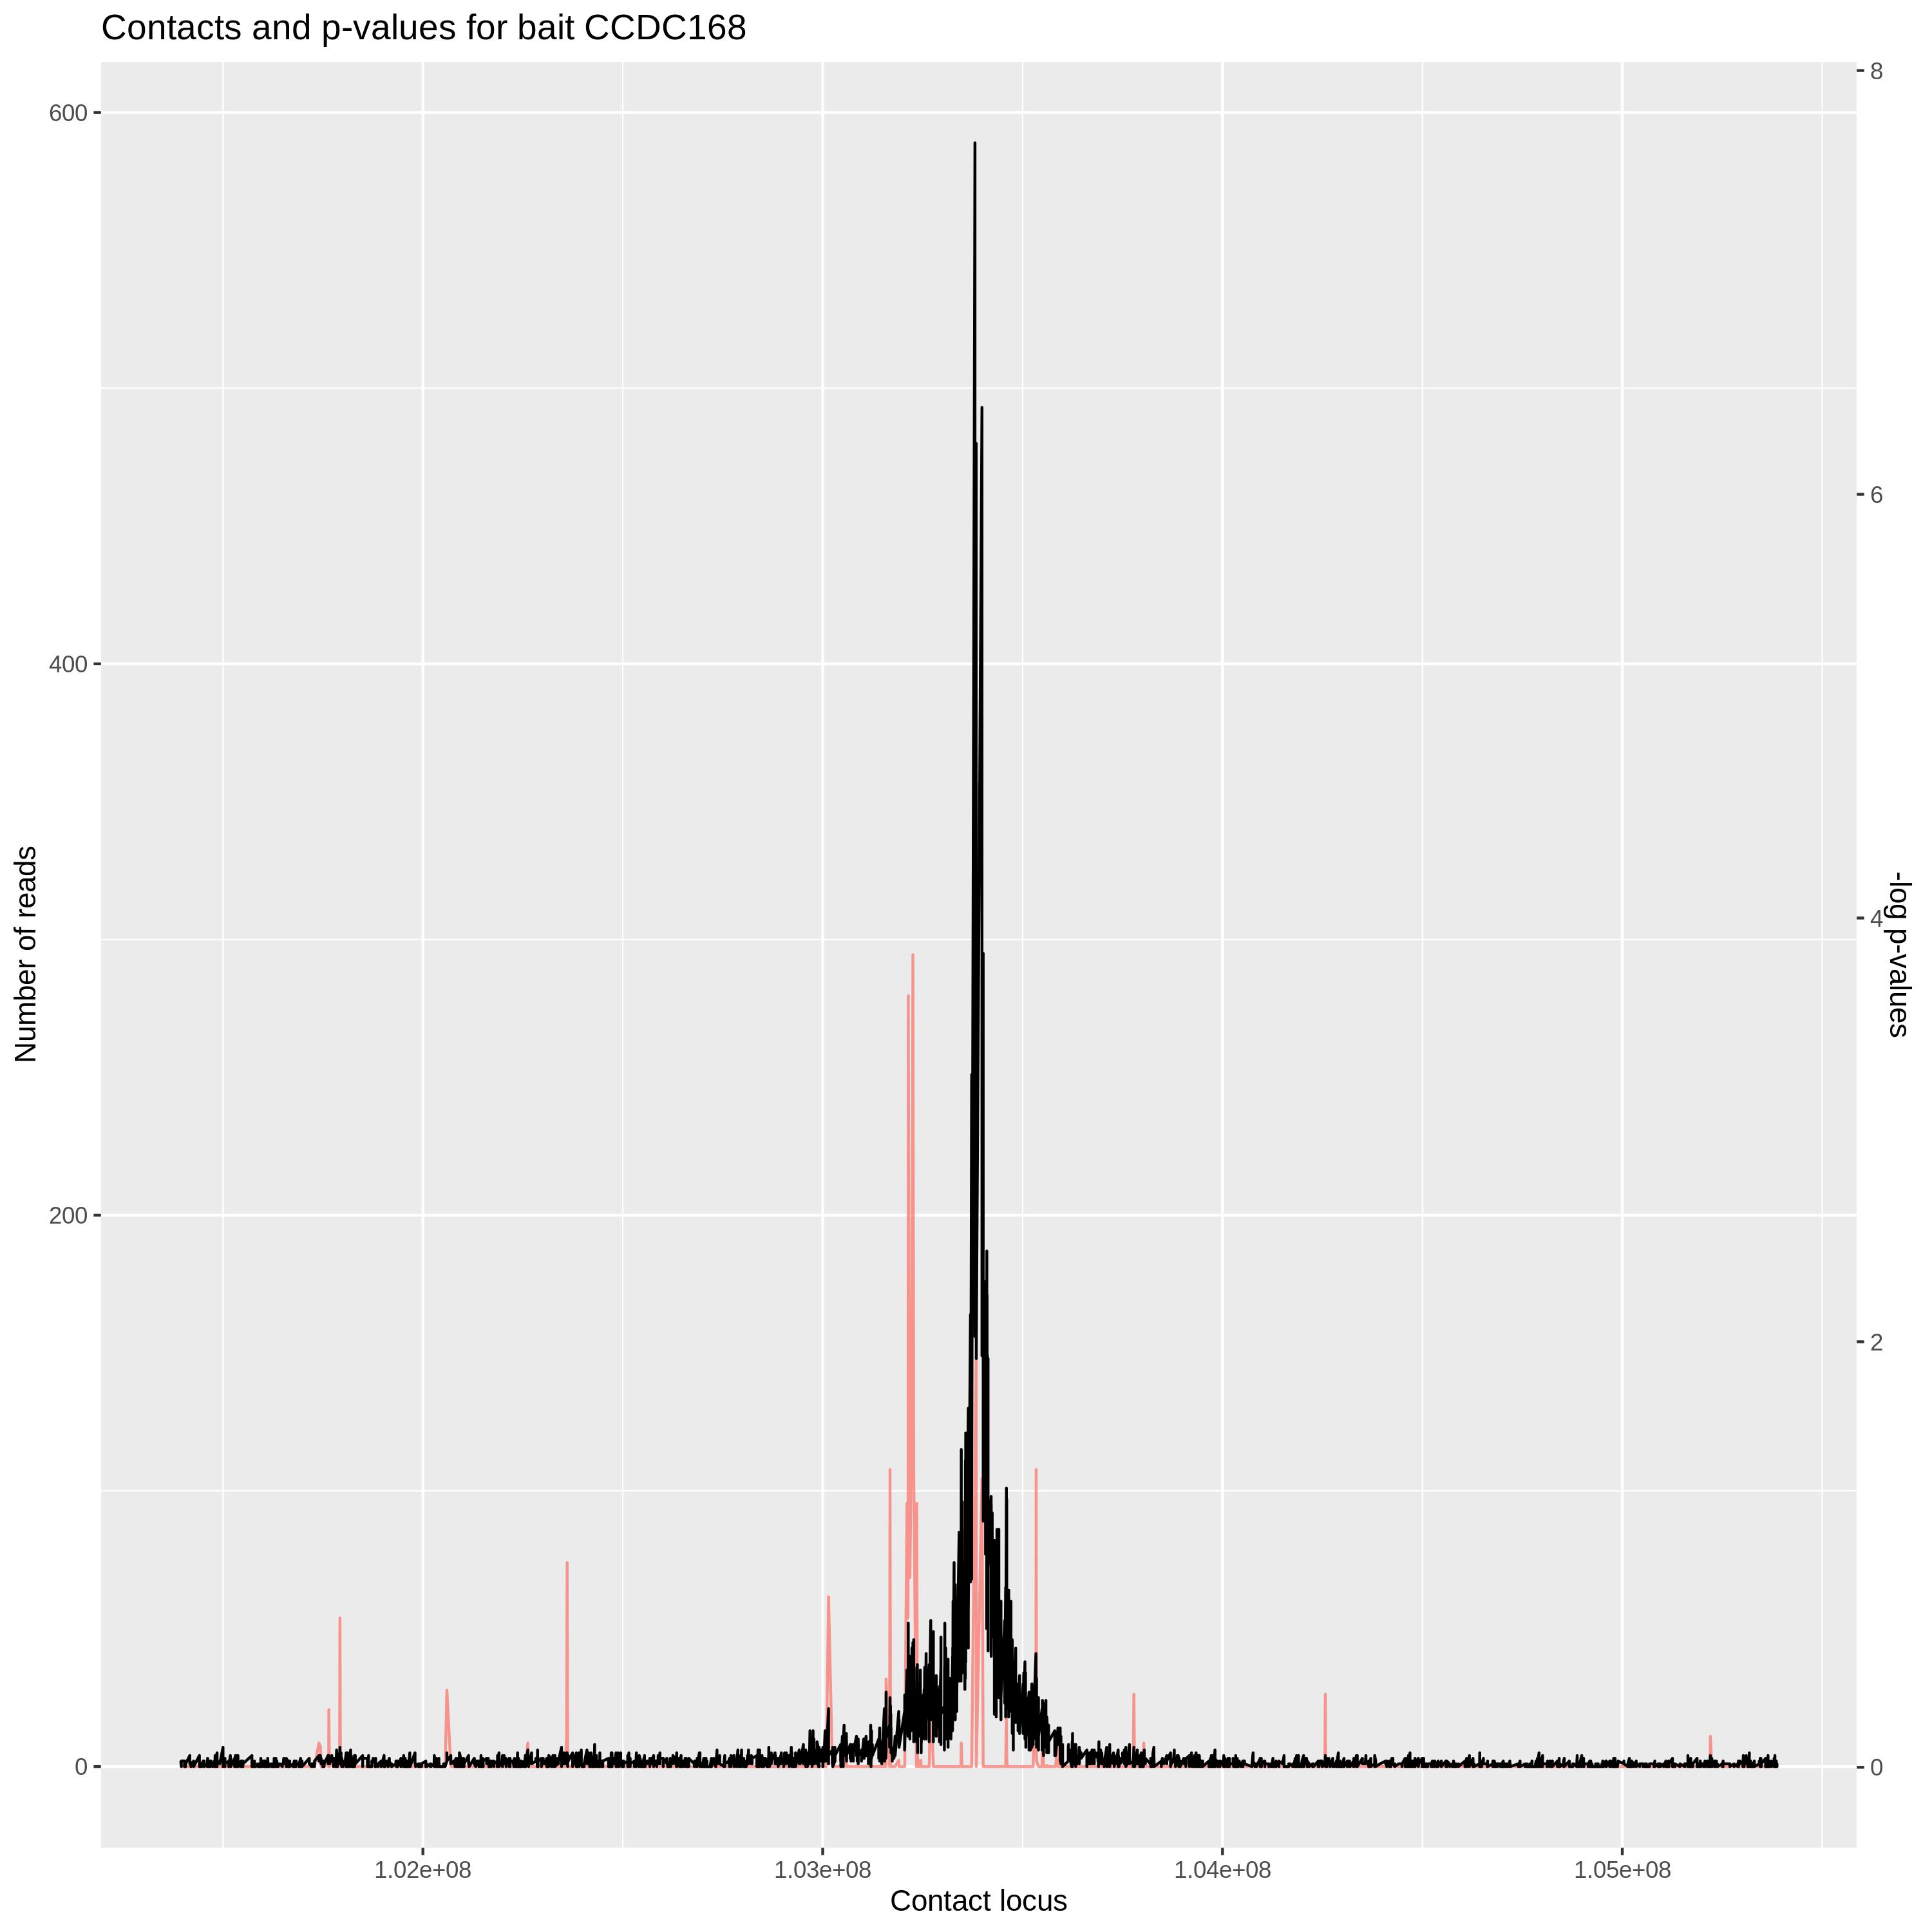 Contacts and p-values for bait CCDC168
Number of reads
600
400
200
0
8
6
4
2
0
-log p-values
1.02e+08
1.03e+08
1.04e+08
1.05e+08
Contact locus